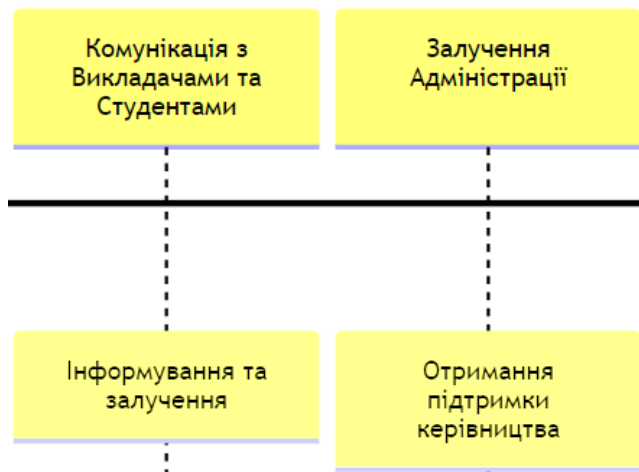 Комунікація з
Викладачами та
Студентами
Залучення
Адміністрації
Інформування та
залучення
Отримання
підтримки
керівництва